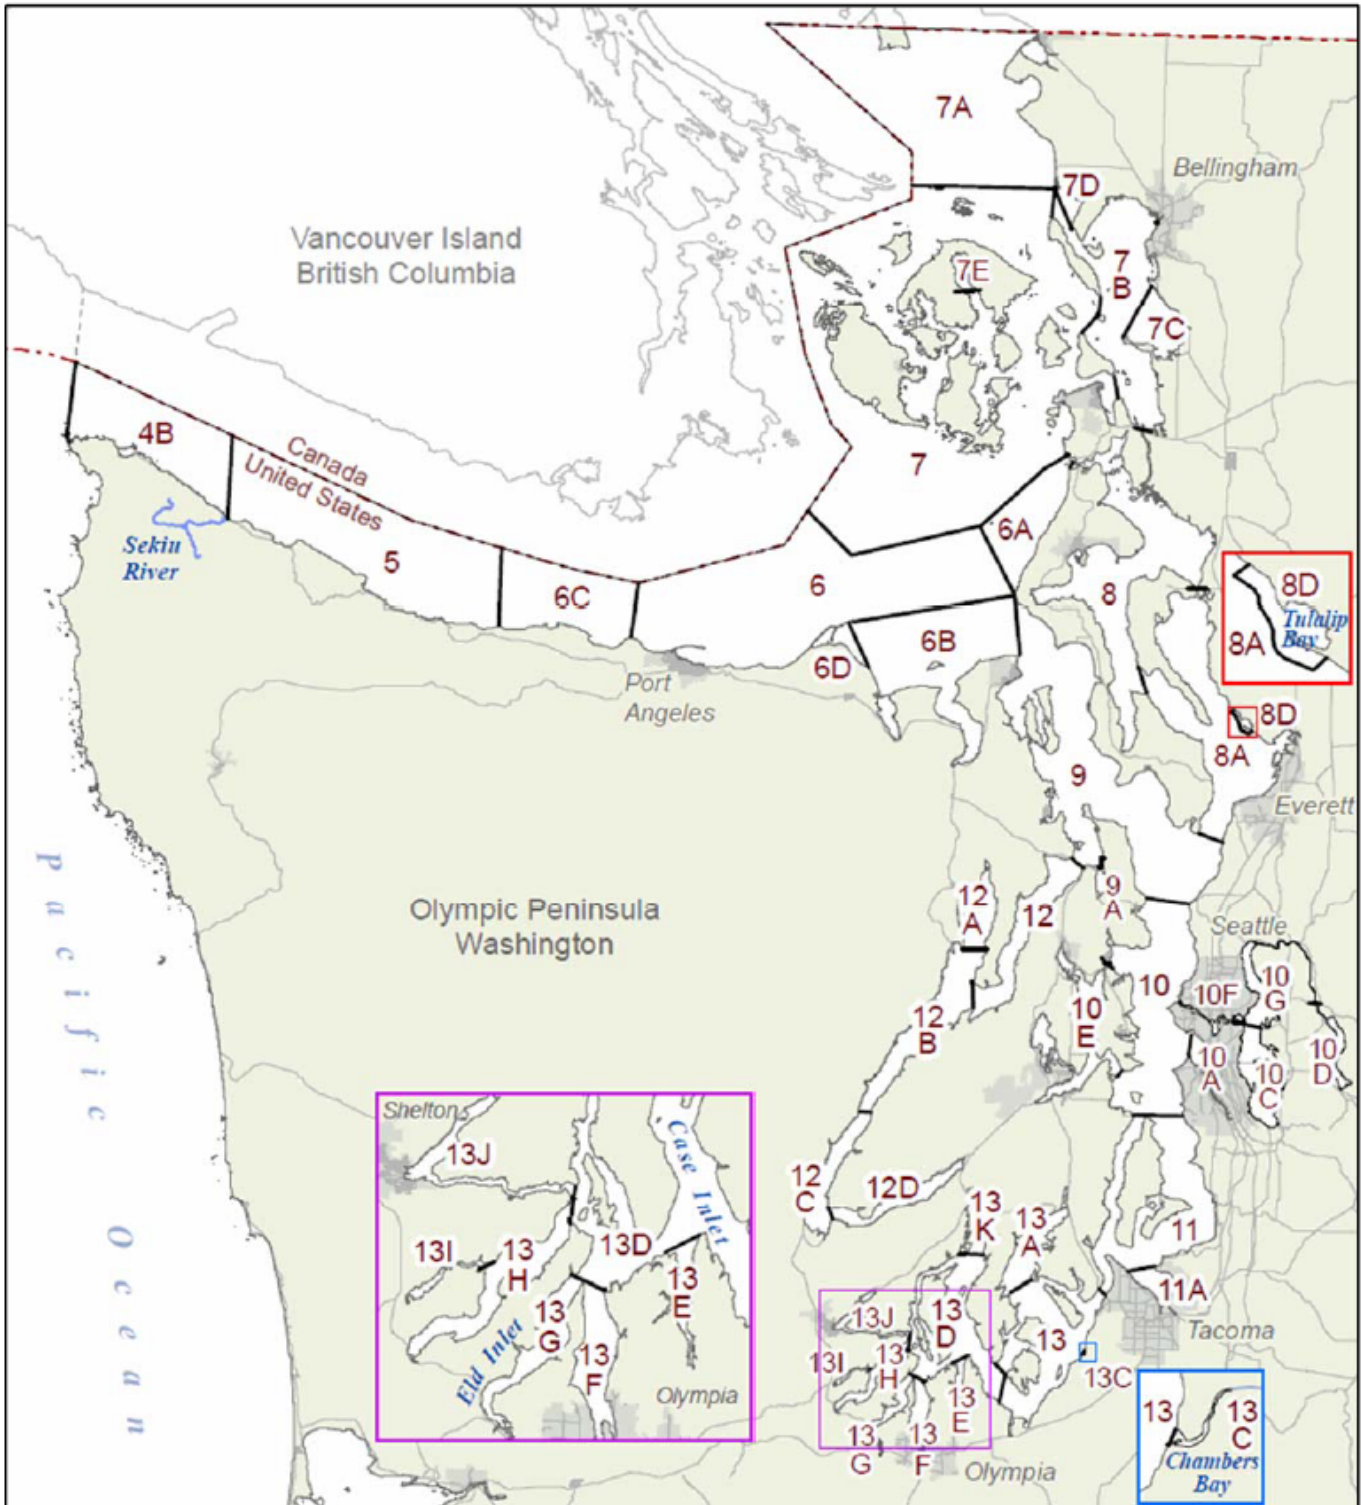 7A
Bellingham
7D
Vancouver Island
British Columbia
7E
7
B
7C
4B
Canada
United States
7
6A
Sekiu
River
5
6C
6
8
8D
Tulalip
Bay
8A
6B
6D
Port
Angeles
8D
8A
9
Everett
pacific Ocean
12
A
12
9
A
Olympic Peninsula
Washington
Seattle
10
10F
10
G
12
B
10
E
10
A
10
C
10
D
Shelton
13J
Case Inlet
12
C
12D
13
K
13
A
11
13I
13
H
13D
13
E
11A
13
G
Eld Inlet
13
F
Olympia
13J
13
D
13
Tacoma
13I
13
H
13C
13
E
13
G
13
F
Olympia
13
13
C
Chambers
Bay